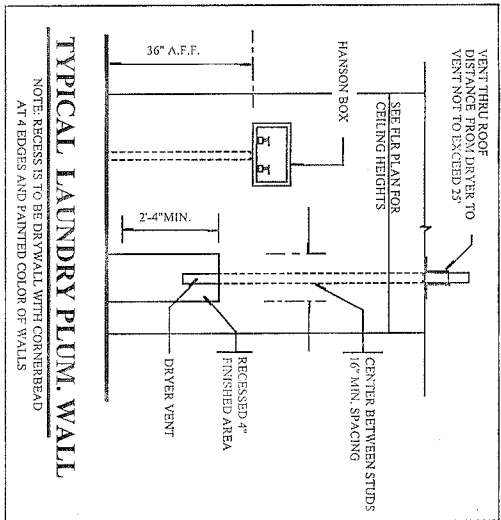 VENT THRU ROOF
DISTANCE FROM DRYER TO
VENT NOT TO EXCEED 25'
SEE FLR PLAN FOR
CEILING HEIGHTS
HANSON BOX
36" A.F.F.
CENTER BETWEEN STUDS
16" MIN. SPACING
2'-4"MIN.
RECESSED 4"
FINISHED AREA
DRYER VENT
TYPICAL LAUNDRY PLUM. WALL
NOTE: RECESS IS TO BE DRYWALL WITH CORNERBEAD
AT 4 EDGES AND PAINTED COLOR OF WALLS